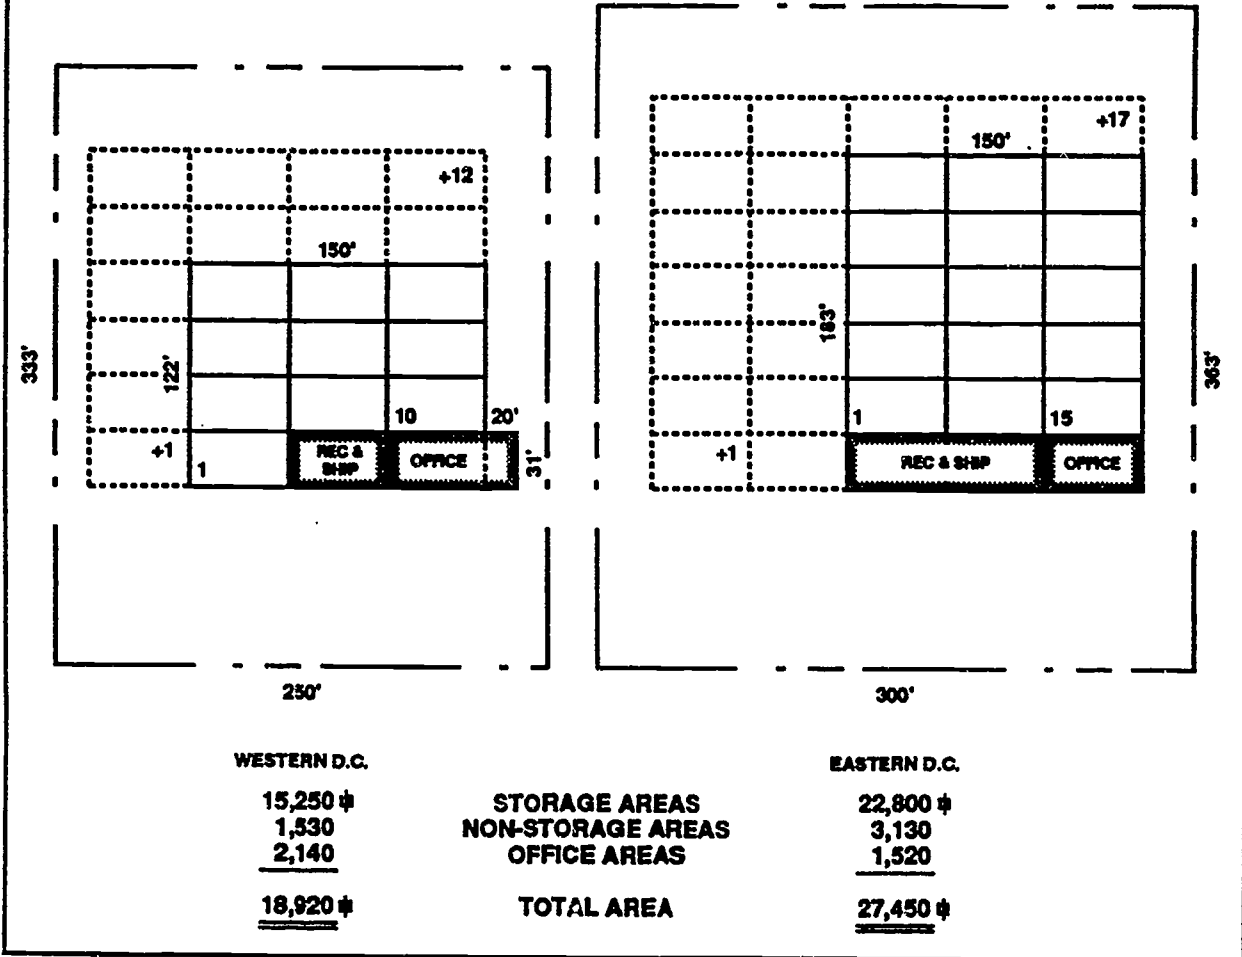 +17
150'
+12
150'
183'
122'
333'
363'
10
20'
1
15
+1
1
REC &
SHIP
OFFICE
31'
+1
REC & SHIP
OFFICE
250'
300'
WESTERN D.C.
EASTERN D.C.
15,250 ⌗ STORAGE AREAS 22,800 ⌗
1,530 NON-STORAGE AREAS 3,130
2,140 OFFICE AREAS 1,520
18,920 ⌗ TOTAL AREA 27,450 ⌗